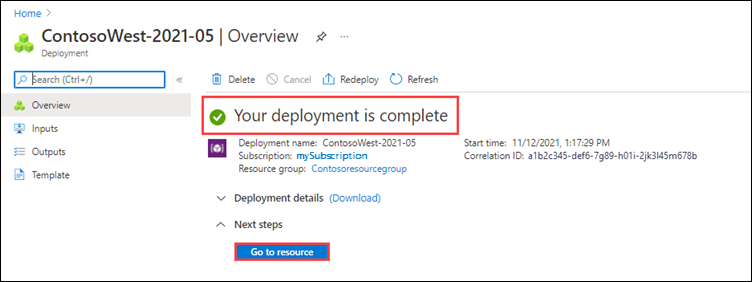 Home >
ContosoWest-2021-05 | Overview ...
Deployment
Search (Ctrl+/) «
Delete Cancel Redeploy Refresh
Overview
Inputs
Outputs
Template
Your deployment is complete
Deployment name: ContosoWest-2021-05
Subscription: mySubscription
Resource group: Contosoresourcegroup
Start time: 11/12/2021, 1:17:29 PM
Correlation ID: a1b2c345-def6-7g89-h01i-2jk3l45m678b
Deployment details (Download)
Next steps
Go to resource